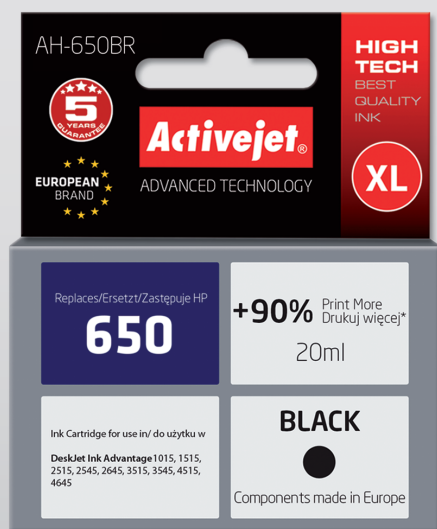 AH-650BR
5
YEARS
GUARANTEE
EUROPEAN
BRAND
Activejet®
ADVANCED TECHNOLOGY
HIGH
TECH
BEST
QUALITY
INK
XL
Replaces/Ersetzt/Zastępuje HP
650
+90% Print More
Drukuj więcej*
20ml
Ink Cartridge for use in/ do użytku w
DeskJet Ink Advantage 1015, 1515,
2515, 2545, 2645, 3515, 3545, 4515,
4645
BLACK
Components made in Europe